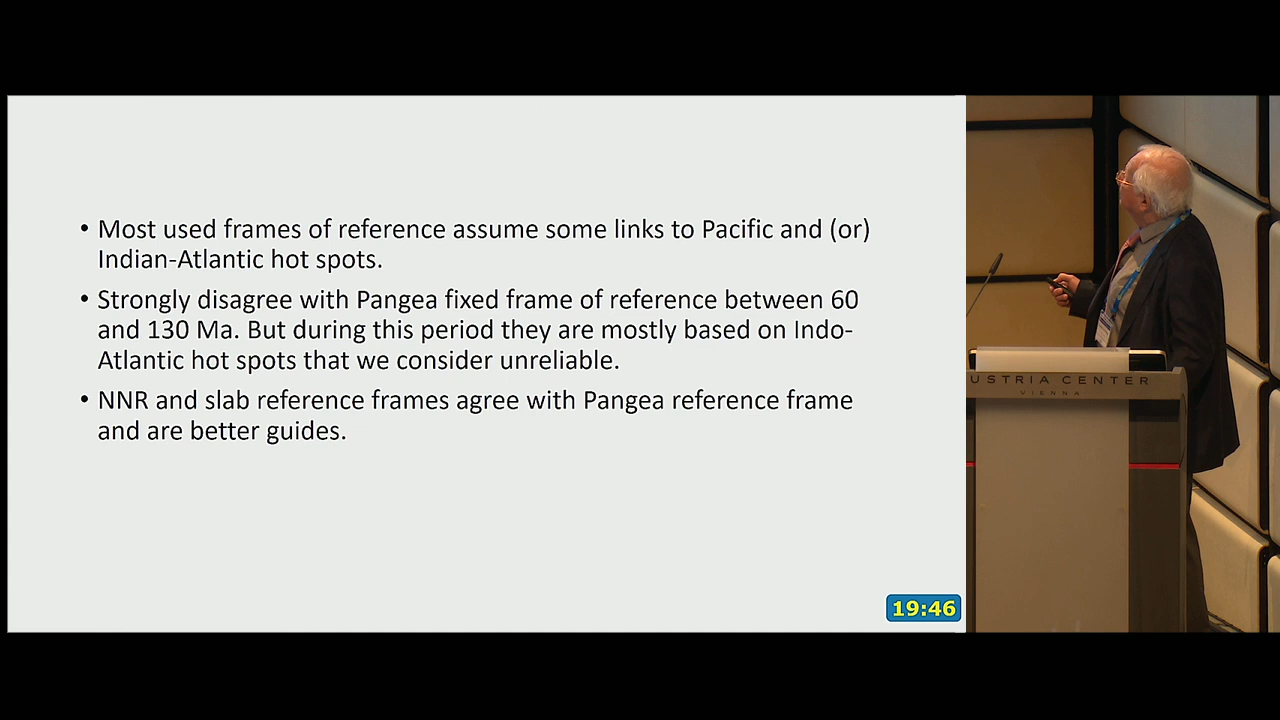 • Most used frames of reference assume some links to Pacific and (or)
Indian-Atlantic hot spots.
• Strongly disagree with Pangea fixed frame of reference between 60
and 130 Ma. But during this period they are mostly based on Indo-
Atlantic hot spots that we consider unreliable.
• NNR and slab reference frames agree with Pangea reference frame
and are better guides.
19:46
USTRIA CENTER
VIENNA